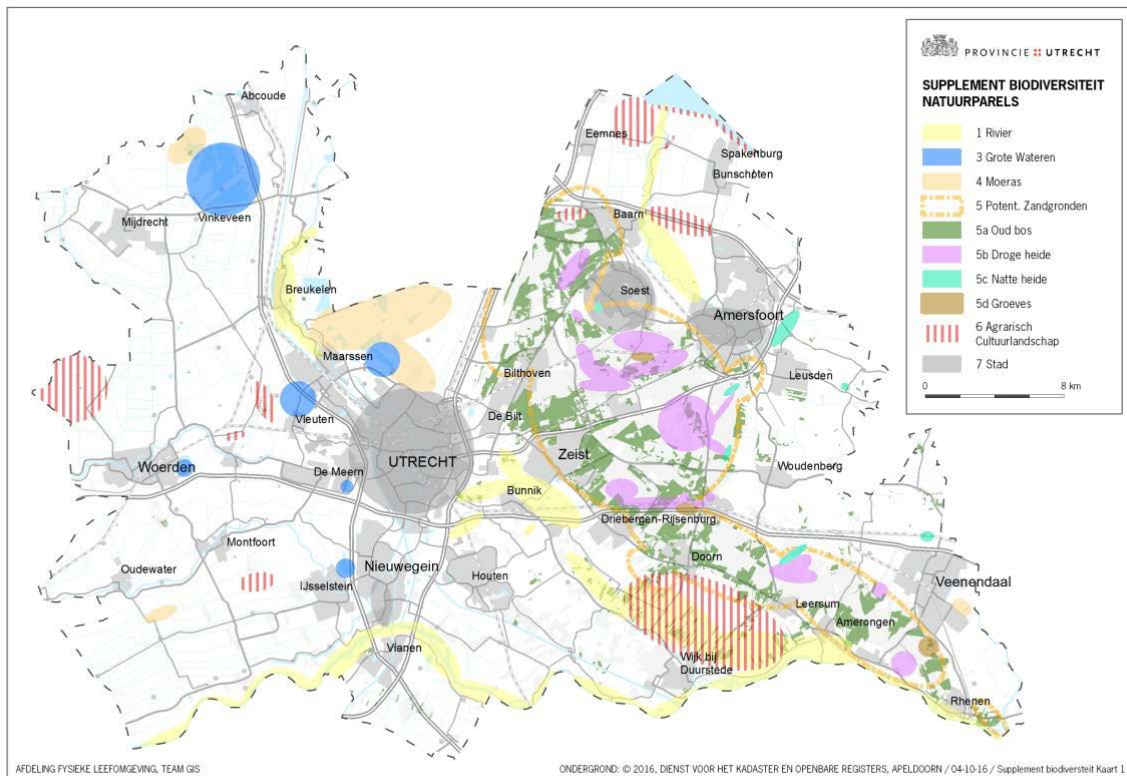 PROVINCIE UTRECHT
SUPPLEMENT BIODIVERSITEIT
NATUURPARELS
1 Rivier
3 Grote Wateren
4 Moeras
5 Potent. Zandgronden
5a Oud bos
5b Droge heide
5c Natte heide
5d Groeves
6 Agrarisch
Cultuurlandschap
7 Stad
0 8 km
Abcoude
Eemnes
Spakenburg
Bunschoten
Mijdrecht
Vinkeveen
Baarn
Breukelen
Soest
Amersfoort
Maarssen
Bilthoven
Leusden
Vleuten
De Bilt
Woerden
De Meern
UTRECHT
Zeist
Woudenberg
Bunnik
Driebergen-Rijsenburg
Montfoort
Doorn
Oudewater
IJsselstein
Nieuwegein
Houten
Veenendaal
Leersum
Amerongen
Vianen
Wijk bij
Duurstede
Rhenen
AFDELING FYSIEKE LEEFOMGEVING, TEAM GIS
ONDERGROND: © 2016, DIENST VOOR HET KADASTER EN OPENBARE REGISTERS, APELDOORN / 04-10-16 / Supplement biodiversteit Kaart 1